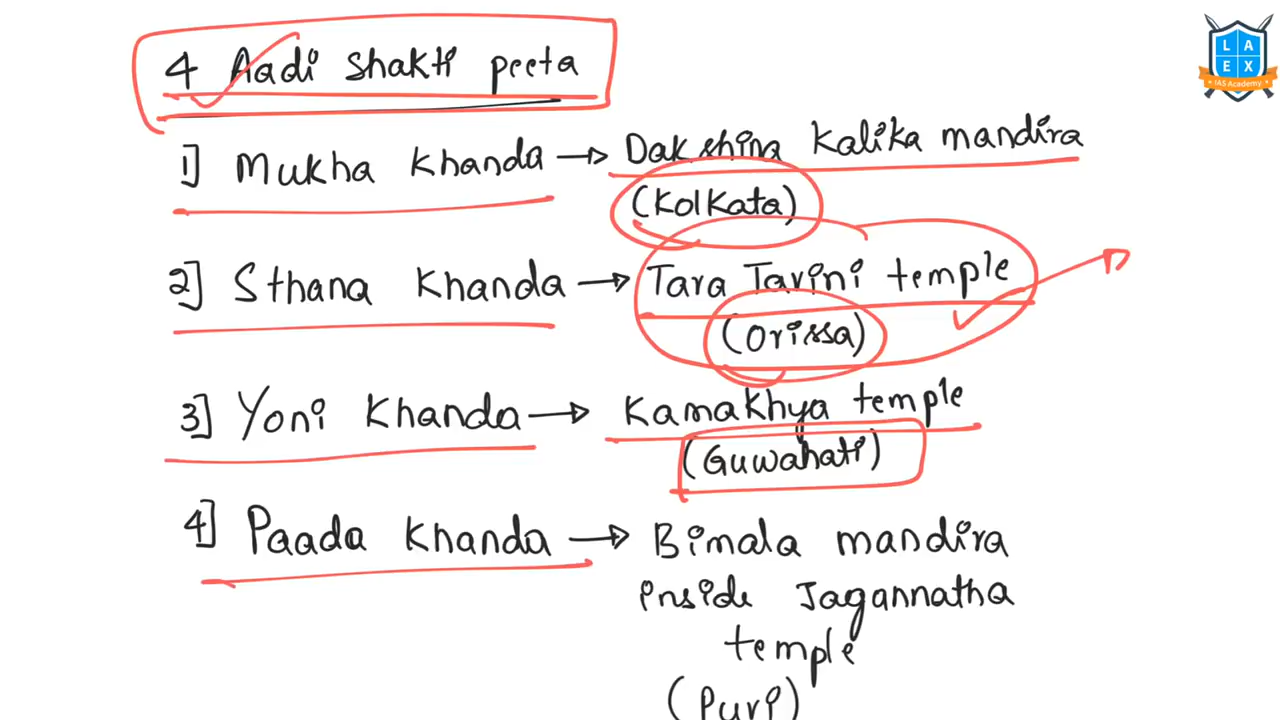 4 Aadi shakti peeta
1] Mukha Khanda → Dakshina Kalika mandira
(Kolkata)
2] Sthana Khanda → Tara Tarini temple
(Orissa)
3] Yoni Khanda → Kamakhya temple
(Guwahati)
4] Paada Khanda → Bimala mandira
inside Jagannatha
temple
(Puri)
L A
E X
IAS Academy